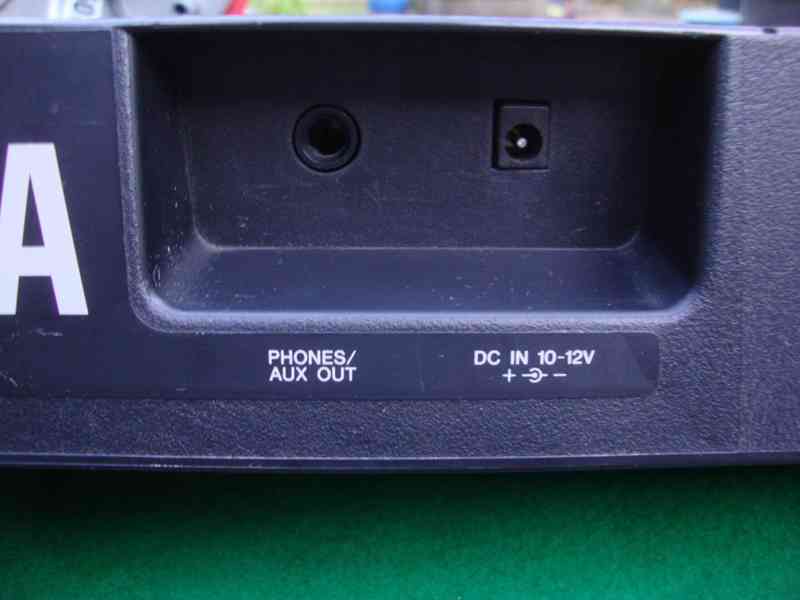 A
PHONES/
AUX OUT
DC IN 10-12V
+ -